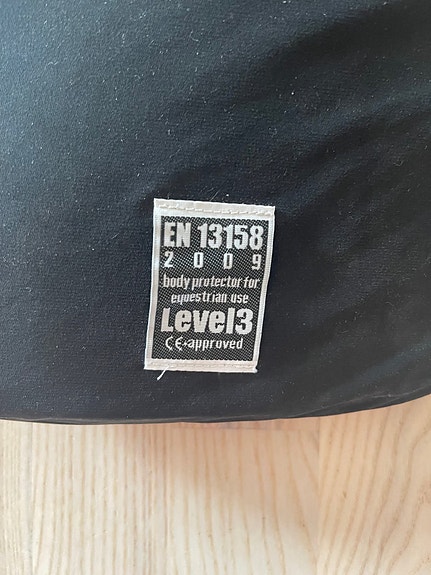 EN 13158
2009
body protector for
equestrian use
Level3
CE-approved